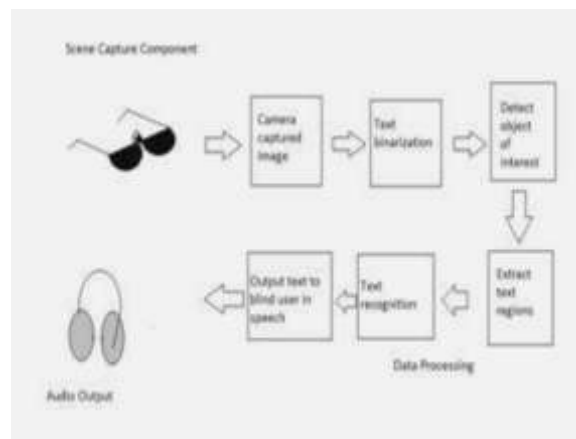 Scene Capture Component
Camera
captured
image
Text
binarization
Detect
object
of
interest
Extract
text
regions
Text
recognition
Output text to
blind user in
speech
Data Processing
Audio Output